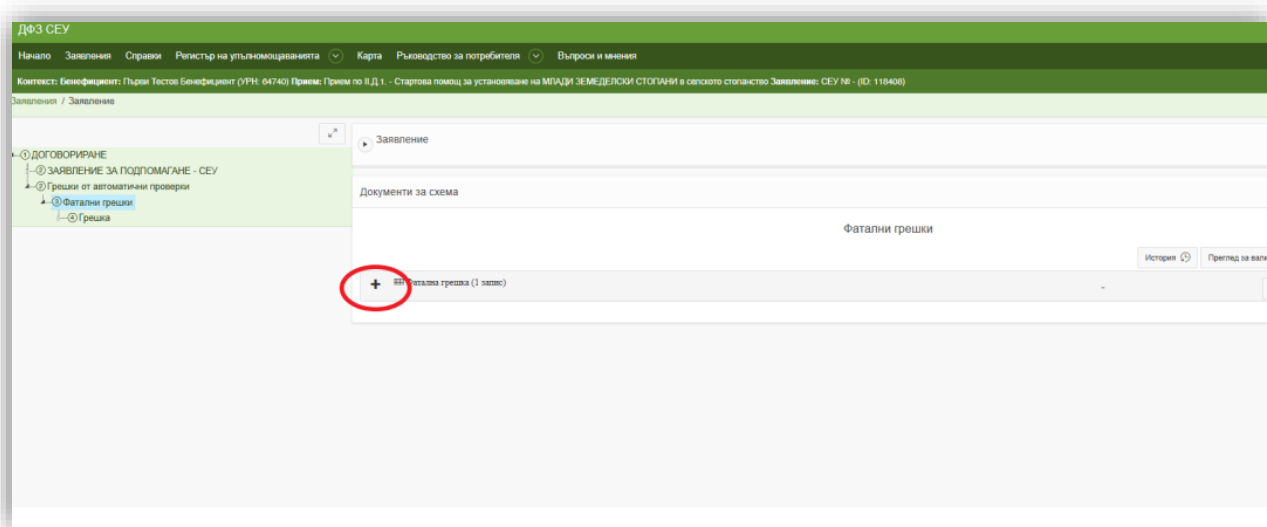 ДФЗ СЕУ
Начало Заявления Справки Регистър на упълномощаванията Карта Ръководство за потребителя Въпроси и мнения
Контекст: Бенефициент: Първи Тестов Бенефициент (УРН: 64740) Прием: Прием по II.Д.1. - Стартова помощ за установяване на МЛАДИ ЗЕМЕДЕЛСКИ СТОПАНИ в селското стопанство Заявление: СЕУ № - (ID: 118408)
Заявления / Заявление
Заявление
1 ДОГОВОРИРАНЕ
2 ЗАЯВЛЕНИЕ ЗА ПОДПОМАГАНЕ - СЕУ
2 Грешки от автоматични проверки
3 Фатални грешки
4 Грешка
Документи за схема
Фатални грешки
История Преглед за вали
+ Фатална грешка (1 запис) -